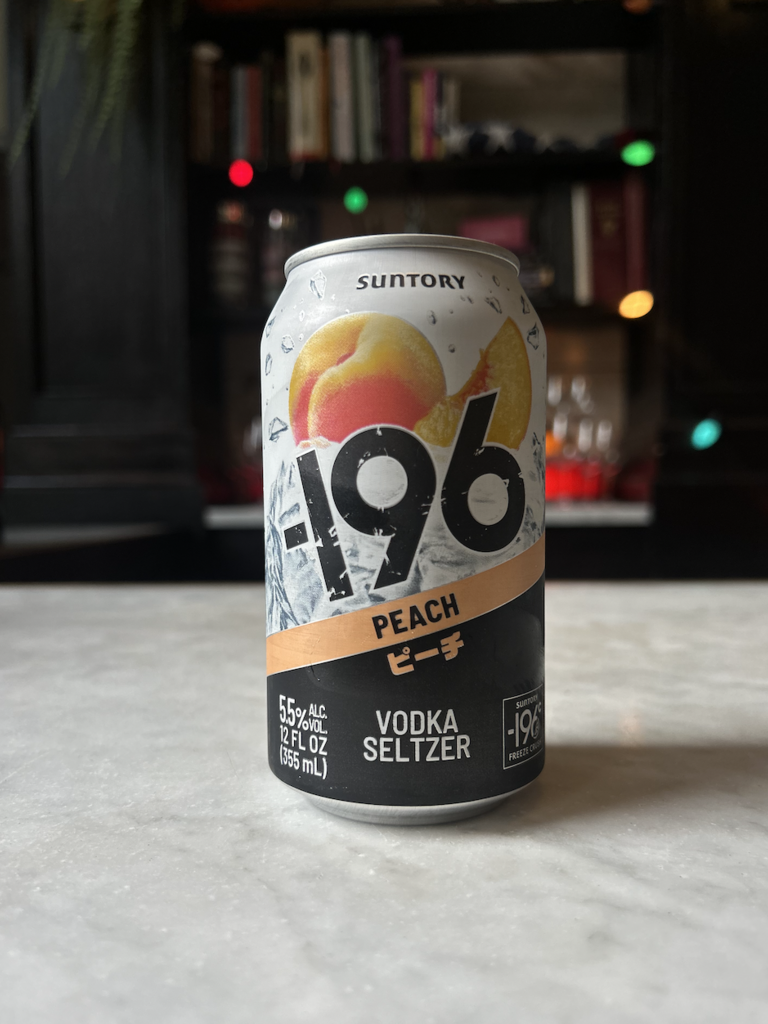 SUNTORY
-196
PEACH
ピーチ
5.5% ALC. VOL.
12 FL OZ
(355 mL)
VODKA
SELTZER
SUNTORY
-196°
FREEZE